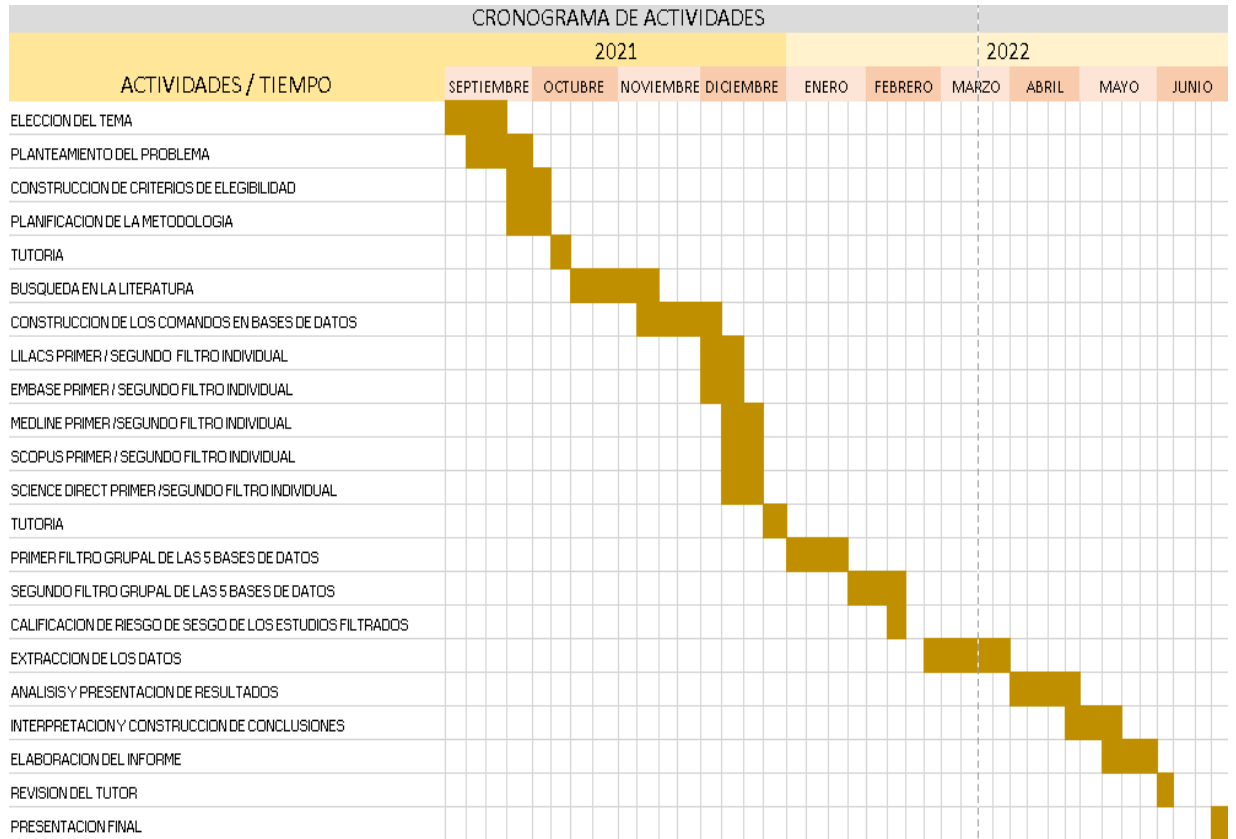 CRONOGRAMA DE ACTIVIDADES
2021 2022
ACTIVIDADES / TIEMPO SEPTIEMBRE OCTUBRE NOVIEMBRE DICIEMBRE ENERO FEBRERO MARZO ABRIL MAYO JUNIO
ELECCION DEL TEMA
PLANTEAMIENTO DEL PROBLEMA
CONSTRUCCION DE CRITERIOS DE ELEGIBILIDAD
PLANIFICACION DE LA METODOLOGIA
TUTORIA
BUSQUEDA EN LA LITERATURA
CONSTRUCCION DE LOS COMANDOS EN BASES DE DATOS
LILACS PRIMER / SEGUNDO FILTRO INDIVIDUAL
EMBASE PRIMER / SEGUNDO FILTRO INDIVIDUAL
MEDLINE PRIMER /SEGUNDO FILTRO INDIVIDUAL
SCOPUS PRIMER / SEGUNDO FILTRO INDIVIDUAL
SCIENCE DIRECT PRIMER /SEGUNDO FILTRO INDIVIDUAL
TUTORIA
PRIMER FILTRO GRUPAL DE LAS 5 BASES DE DATOS
SEGUNDO FILTRO GRUPAL DE LAS 5 BASES DE DATOS
CALIFICACION DE RIESGO DE SESGO DE LOS ESTUDIOS FILTRADOS
EXTRACCION DE LOS DATOS
ANALISIS Y PRESENTACION DE RESULTADOS
INTERPRETACION Y CONSTRUCCION DE CONCLUSIONES
ELABORACION DEL INFORME
REVISION DEL TUTOR
PRESENTACION FINAL